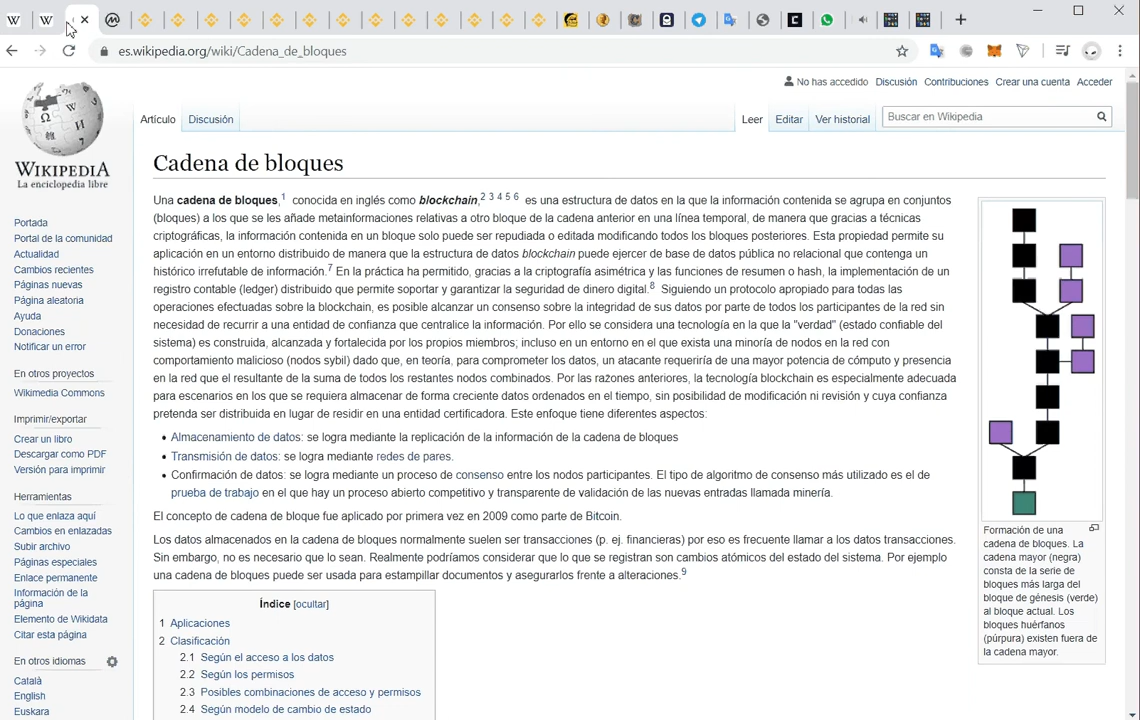 es.wikipedia.org/wiki/Cadena_de_bloques
No han accedido Discusión Contribuciones Crear una cuenta Acceder
WIKIPEDIA
La enciclopedia libre
Artículo Discusión
Leer Editar Ver historial Buscar en Wikipedia
Portada
Portal de la comunidad
Actualidad
Cambios recientes
Páginas nuevas
Página aleatoria
Ayuda
Donaciones
Notificar un error
En otros proyectos
Wikimedia Commons
Imprimir/exportar
Crear un libro
Descargar como PDF
Versión para imprimir
Herramientas
Lo que enlaza aquí
Cambios en enlazadas
Subir archivo
Páginas especiales
Enlace permanente
Información de la
página
Elemento de Wikidata
Citar esta página
En otros idiomas
Català
English
Euskara
Cadena de bloques
Una cadena de bloques,1 conocida en inglés como blockchain,2 3 4 5 6 es una estructura de datos en la que la información contenida se agrupa en conjuntos
(bloques) a los que se les añade metainformaciones relativas a otro bloque de la cadena anterior en una línea temporal, de manera que gracias a técnicas
criptográficas, la información contenida en un bloque solo puede ser repudiada o editada modificando todos los bloques posteriores. Esta propiedad permite su
aplicación en un entorno distribuido de manera que la estructura de datos blockchain puede ejercer de base de datos pública no relacional que contenga un
histórico irrefutable de información.7 En la práctica ha permitido, gracias a la criptografía asimétrica y las funciones de resumen o hash, la implementación de un
registro contable (ledger) distribuido que permite soportar y garantizar la seguridad de dinero digital.8 Siguiendo un protocolo apropiado para todas las
operaciones efectuadas sobre la blockchain, es posible alcanzar un consenso sobre la integridad de sus datos por parte de todos los participantes de la red sin
necesidad de recurrir a una entidad de confianza que centralice la información. Por ello se considera una tecnología en la que la "verdad" (estado confiable del
sistema) es construida, alcanzada y fortalecida por los propios miembros; incluso en un entorno en el que exista una minoría de nodos en la red con
comportamiento malicioso (nodos sybil) dado que, en teoría, para comprometer los datos, un atacante requeriría de una mayor potencia de cómputo y presencia
en la red que el resultante de la suma de todos los restantes nodos combinados. Por las razones anteriores, la tecnología blockchain es especialmente adecuada
para escenarios en los que se requiera almacenar de forma creciente datos ordenados en el tiempo, sin posibilidad de modificación ni revisión y cuya confianza
pretenda ser distribuida en lugar de residir en una entidad certificadora. Este enfoque tiene diferentes aspectos:
• Almacenamiento de datos: se logra mediante la replicación de la información de la cadena de bloques
• Transmisión de datos: se logra mediante redes de pares.
• Confirmación de datos: se logra mediante un proceso de consenso entre los nodos participantes. El tipo de algoritmo de consenso más utilizado es el de
prueba de trabajo en el que hay un proceso abierto competitivo y transparente de validación de las nuevas entradas llamada minería.
El concepto de cadena de bloque fue aplicado por primera vez en 2009 como parte de Bitcoin.
Los datos almacenados en la cadena de bloques normalmente suelen ser transacciones (p. ej. financieras) por eso es frecuente llamar a los datos transacciones.
Sin embargo, no es necesario que lo sean. Realmente podríamos considerar que lo que se registran son cambios atómicos del estado del sistema. Por ejemplo
una cadena de bloques puede ser usada para estampillar documentos y asegurarlos frente a alteraciones.9
Índice [ocultar]
1 Aplicaciones
2 Clasificación
2.1 Según el acceso a los datos
2.2 Según los permisos
2.3 Posibles combinaciones de acceso y permisos
2.4 Según modelo de cambio de estado
Formación de una
cadena de bloques. La
cadena mayor (negra)
consta de la serie de
bloques más larga del
bloque de génesis (verde)
al bloque actual. Los
bloques huérfanos
(púrpura) existen fuera de
la cadena mayor.